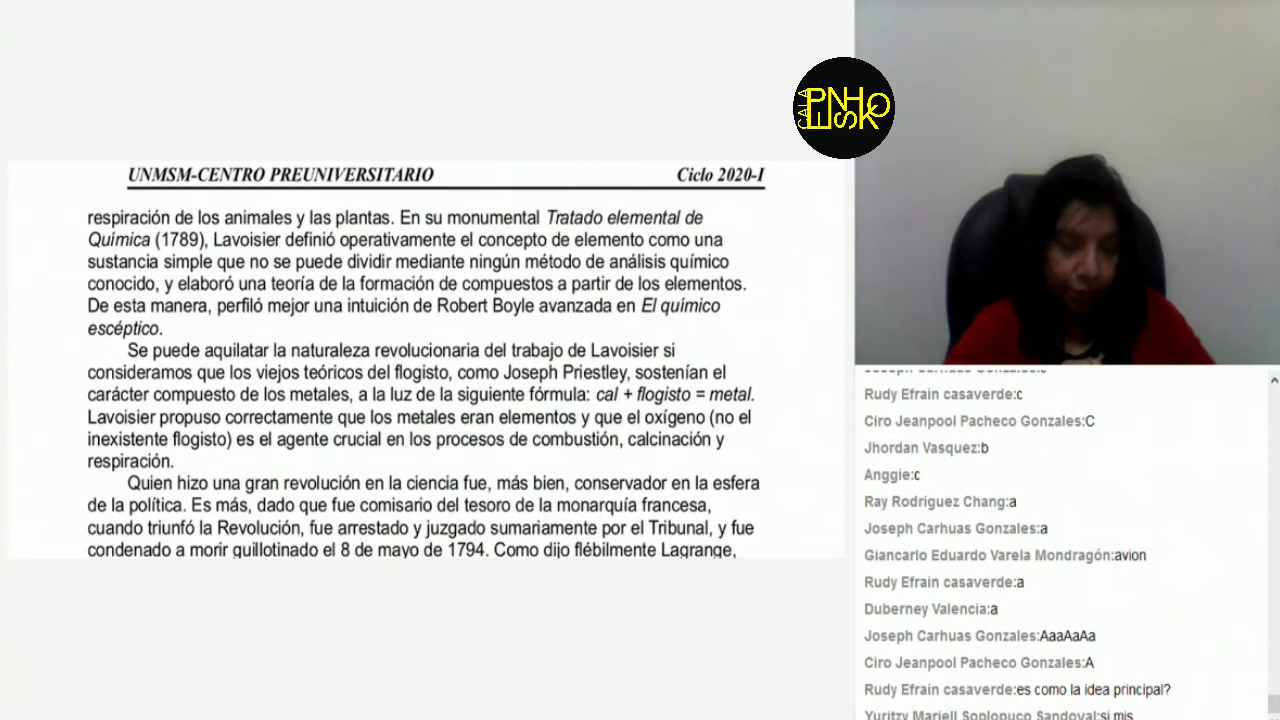 CALA
PENHO
ESK
UNMSM-CENTRO PREUNIVERSITARIO Ciclo 2020-I
respiración de los animales y las plantas. En su monumental Tratado elemental de
Química (1789), Lavoisier definió operativamente el concepto de elemento como una
sustancia simple que no se puede dividir mediante ningún método de análisis químico
conocido, y elaboró una teoría de la formación de compuestos a partir de los elementos.
De esta manera, perfiló mejor una intuición de Robert Boyle avanzada en El químico
escéptico.
Se puede aquilatar la naturaleza revolucionaria del trabajo de Lavoisier si
consideramos que los viejos teóricos del flogisto, como Joseph Priestley, sostenían el
carácter compuesto de los metales, a la luz de la siguiente fórmula: cal + flogisto = metal.
Lavoisier propuso correctamente que los metales eran elementos y que el oxígeno (no el
inexistente flogisto) es el agente crucial en los procesos de combustión, calcinación y
respiración.
Quien hizo una gran revolución en la ciencia fue, más bien, conservador en la esfera
de la política. Es más, dado que fue comisario del tesoro de la monarquía francesa,
cuando triunfó la Revolución, fue arrestado y juzgado sumariamente por el Tribunal, y fue
condenado a morir guillotinado el 8 de mayo de 1794. Como dijo flébilmente Lagrange,
Joseph Carhuas Gonzales:c
Rudy Efrain casaverde:c
Ciro Jeanpool Pacheco Gonzales:C
Jhordan Vasquez:b
Anggie:c
Ray Rodriguez Chang:a
Joseph Carhuas Gonzales:a
Giancarlo Eduardo Varela Mondragón:avion
Rudy Efrain casaverde:a
Duberney Valencia:a
Joseph Carhuas Gonzales:AaaAaAa
Ciro Jeanpool Pacheco Gonzales:A
Rudy Efrain casaverde:es como la idea principal?
Yuritzy Mariell Soplopuco Sandoval:si mis